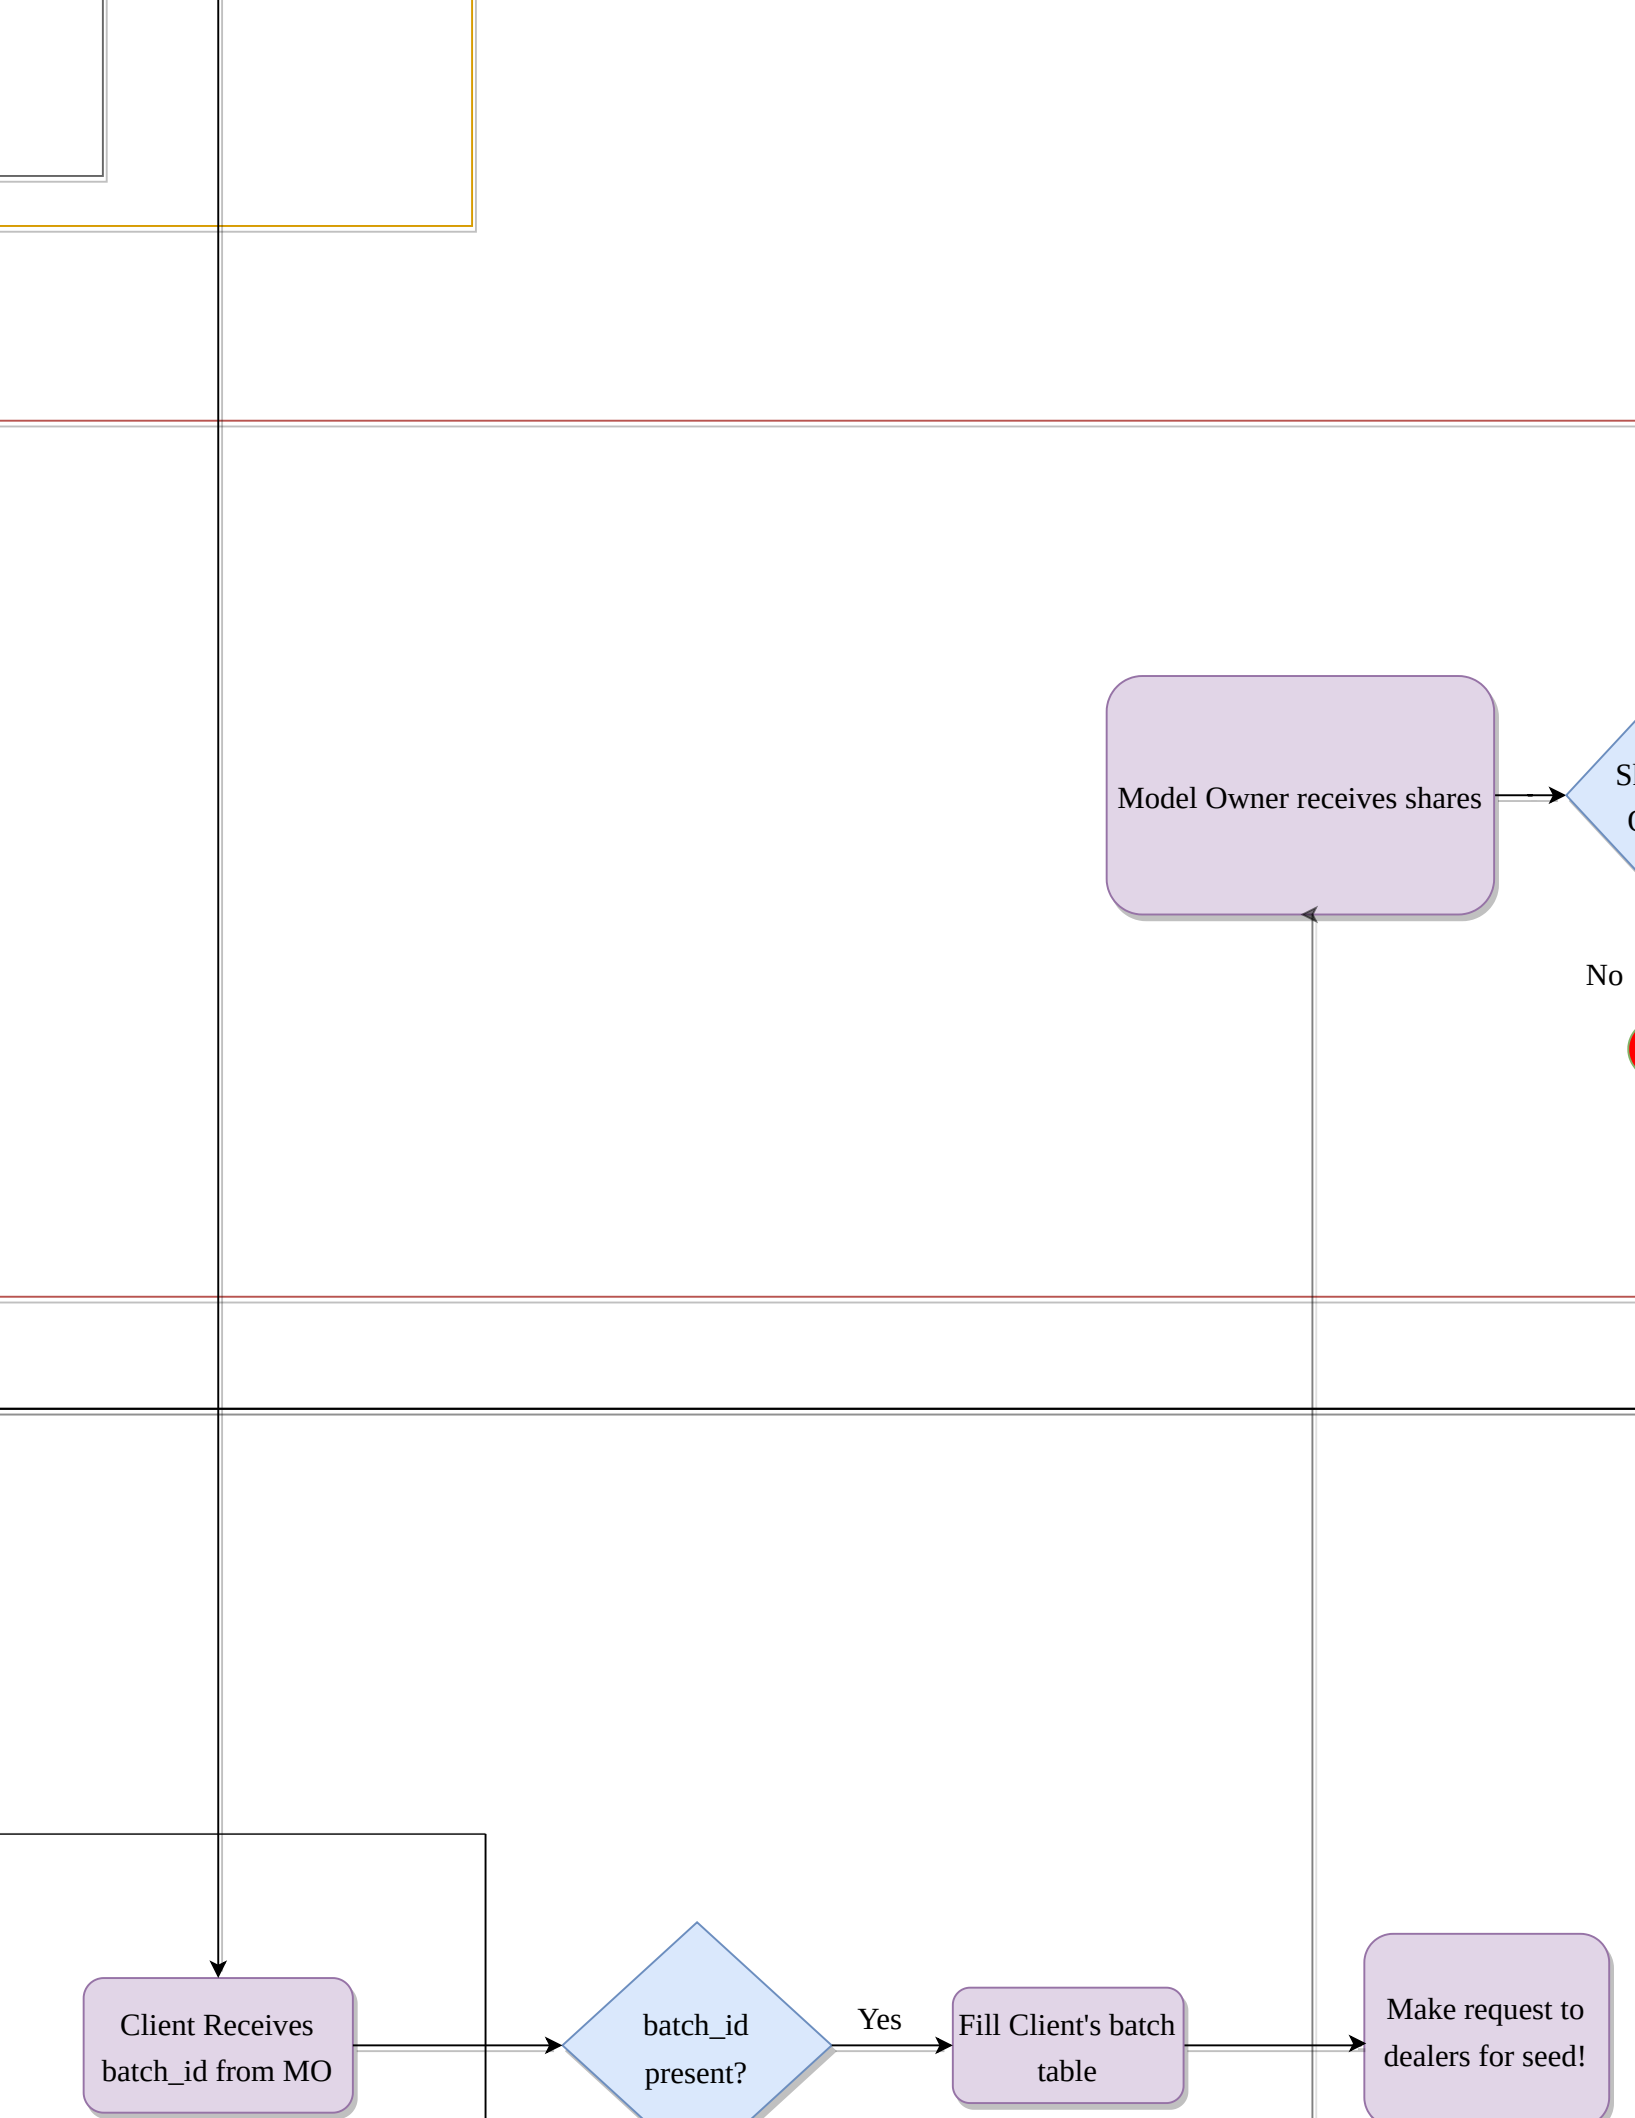 Model Owner receives shares
No
Client Receives
batch_id from MO
batch_id
present?
Yes
Fill Client's batch
table
Make request to
dealers for seed!